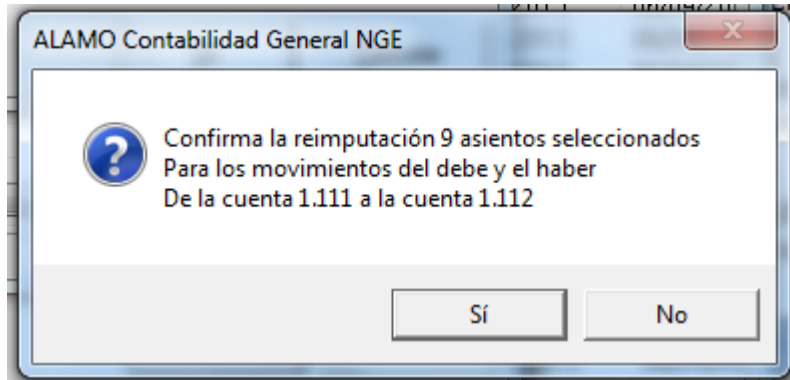 ALAMO Contabilidad General NGE
Confirma la reimputación 9 asientos seleccionados
Para los movimientos del debe y el haber
De la cuenta 1.111 a la cuenta 1.112
Sí
No